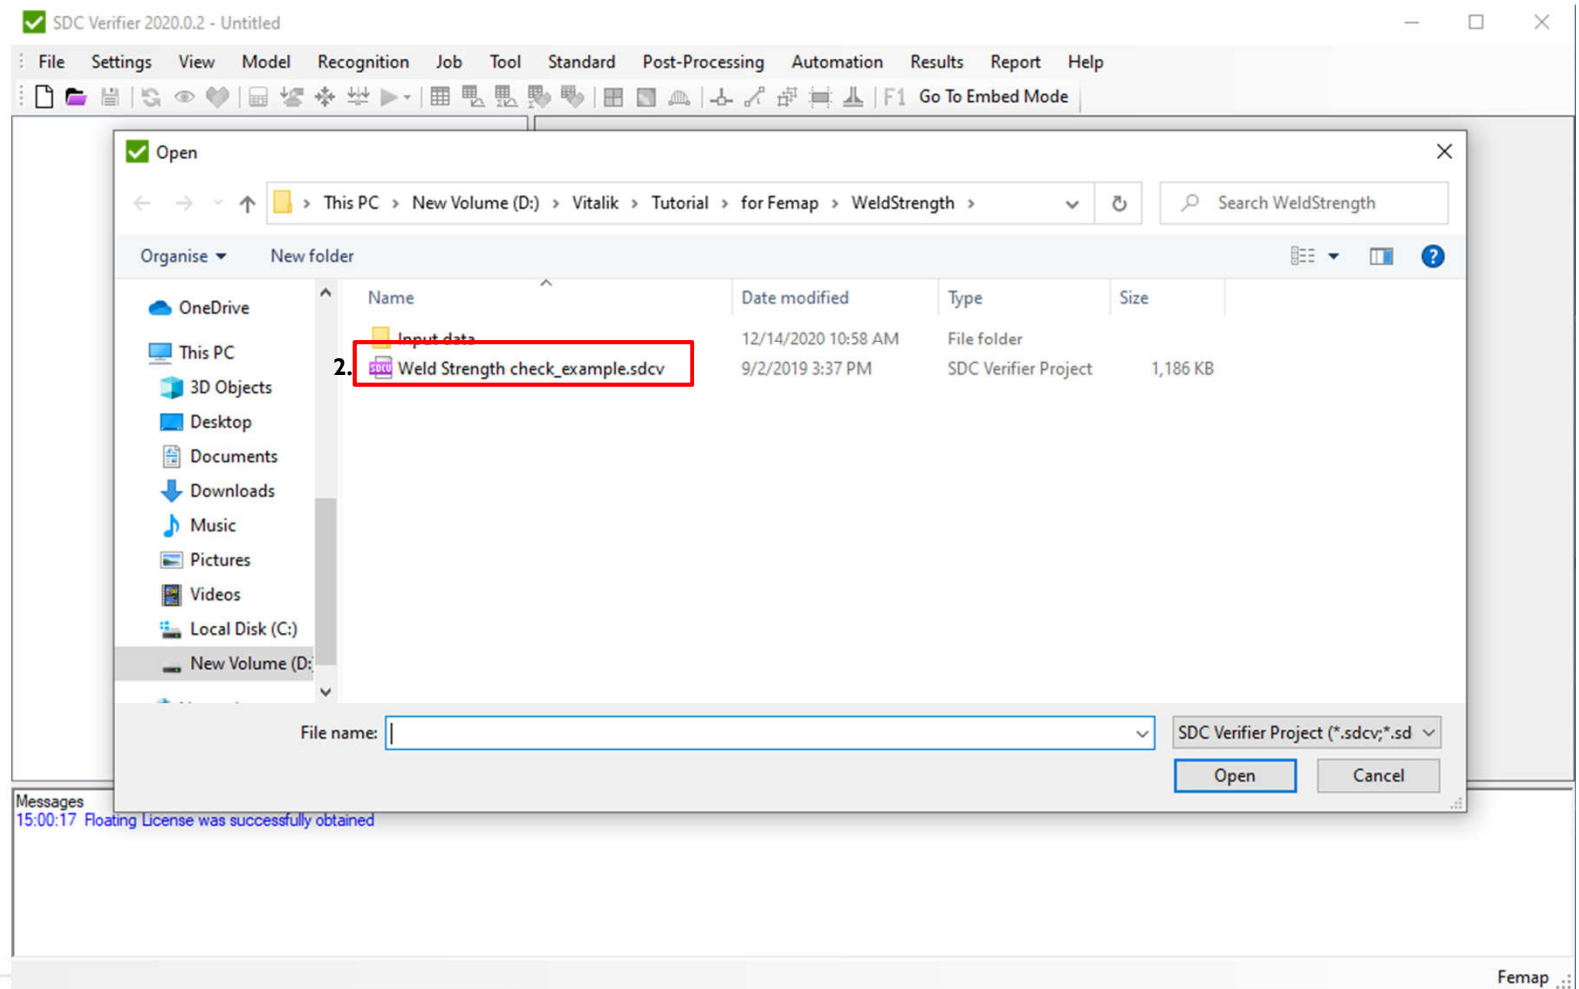 SDC Verifier 2020.0.2 - Untitled
File Settings View Model Recognition Job Tool Standard Post-Processing Automation Results Report Help
F1 Go To Embed Mode
Open
This PC > New Volume (D:) > Vitalik > Tutorial > for Femap > WeldStrength >
Search WeldStrength
Organise New folder
Name Date modified Type Size
Input data 12/14/2020 10:58 AM File folder
2. SDCV Weld Strength check_example.sdcv 9/2/2019 3:37 PM SDC Verifier Project 1,186 KB
OneDrive
This PC
3D Objects
Desktop
Documents
Downloads
Music
Pictures
Videos
Local Disk (C:)
New Volume (D:
File name:
SDC Verifier Project (*.sdcv;*.sd
Open Cancel
Messages
15:00:17 Floating License was successfully obtained
Femap